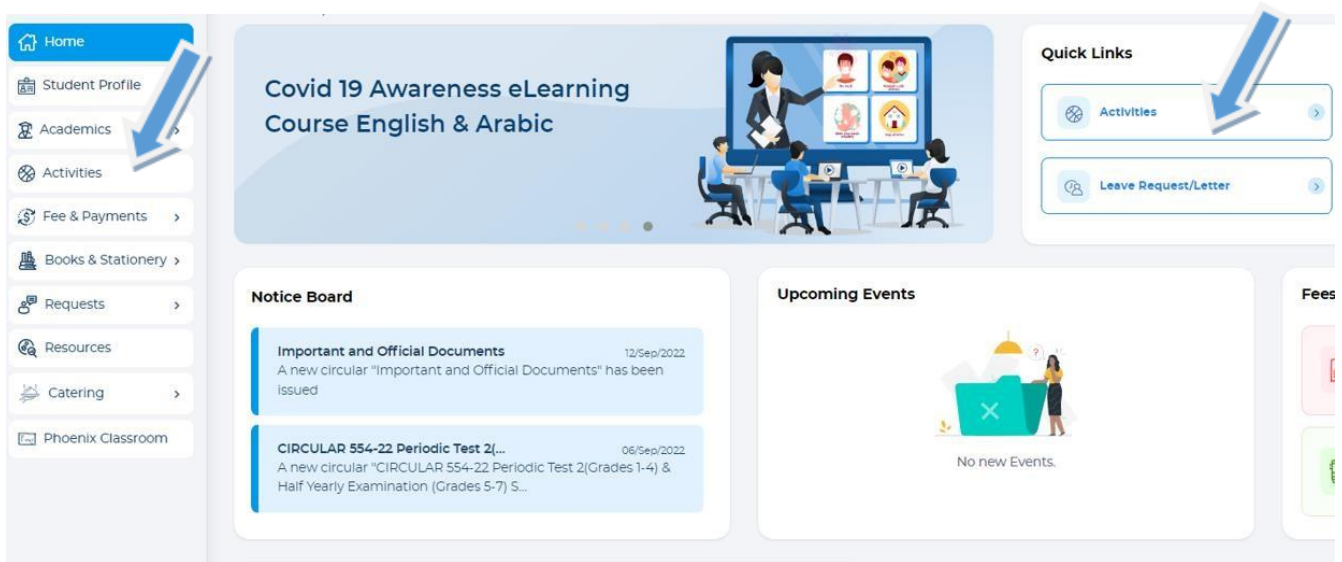 Home
Student Profile
Academics
Activities
Fee & Payments
Books & Stationery
Requests
Resources
Catering
Phoenix Classroom
Covid 19 Awareness eLearning
Course English & Arabic
Quick Links
Activities
Leave Request/Letter
Notice Board
Important and Official Documents 12/Sep/2022
A new circular "Important and Official Documents" has been
issued
CIRCULAR 554-22 Periodic Test 2(... 06/Sep/2022
A new circular "CIRCULAR 554-22 Periodic Test 2(Grades 1-4) &
Half Yearly Examination (Grades 5-7) S...
Upcoming Events
?
No new Events.
Fees